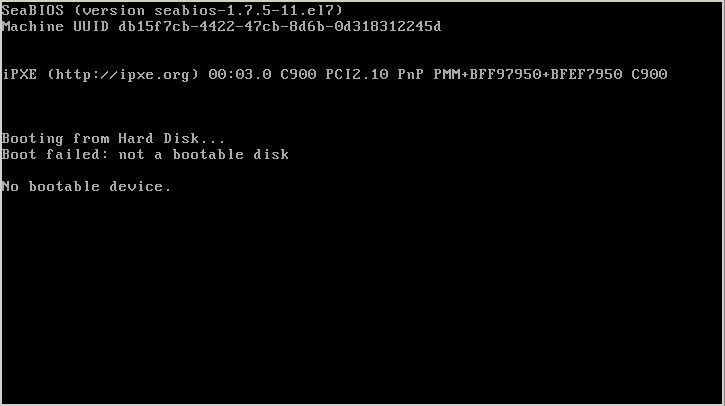 SeaBIOS (version seabios-1.7.5-11.el7)
Machine UUID db15f7cb-4422-47cb-8d6b-0d318312245d
iPXE (http://ipxe.org) 00:03.0 C900 PCI2.10 PnP PMM+BFF97950+BFEF7950 C900
Booting from Hard Disk...
Boot failed: not a bootable disk
No bootable device.